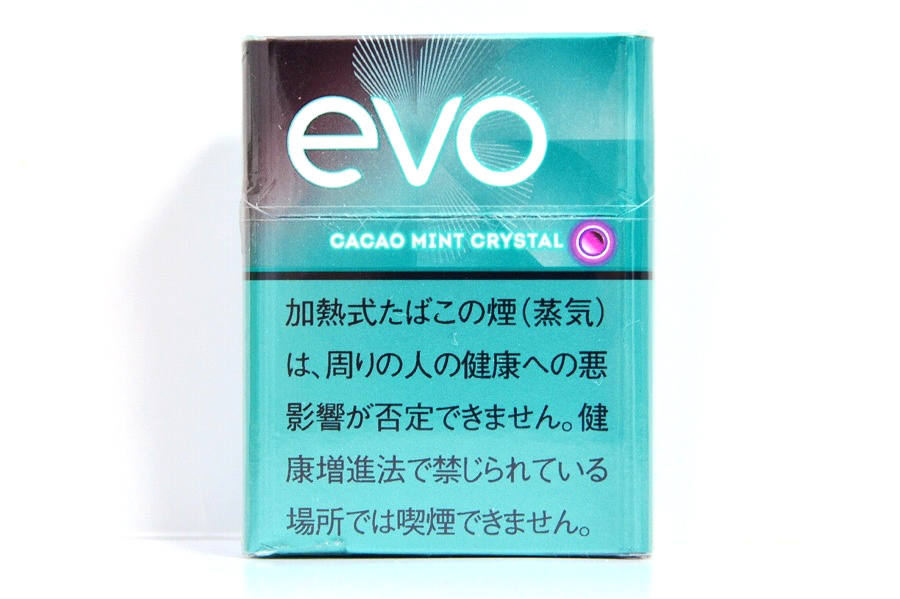 evo
CACAO MINT CRYSTAL
加熱式たばこの煙（蒸気）
は、周りの人の健康への悪
影響が否定できません。健
康増進法で禁じられている
場所では喫煙できません。